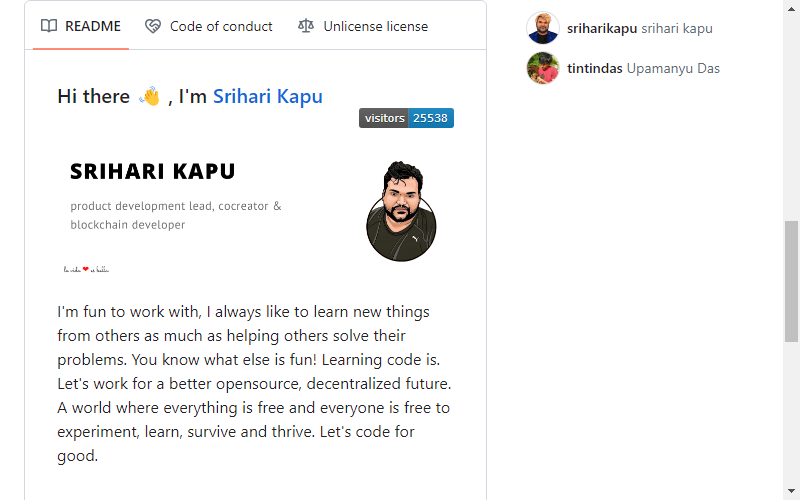 README
Code of conduct
Unlicense license
Hi there 👋 , I'm Srihari Kapu
visitors 25538
SRIHARI KAPU
product development lead, cocreator &
blockchain developer
la vida ❤ è bella
I'm fun to work with, I always like to learn new things
from others as much as helping others solve their
problems. You know what else is fun! Learning code is.
Let's work for a better opensource, decentralized future.
A world where everything is free and everyone is free to
experiment, learn, survive and thrive. Let's code for
good.
sriharikapu srihari kapu
tintindas Upamanyu Das